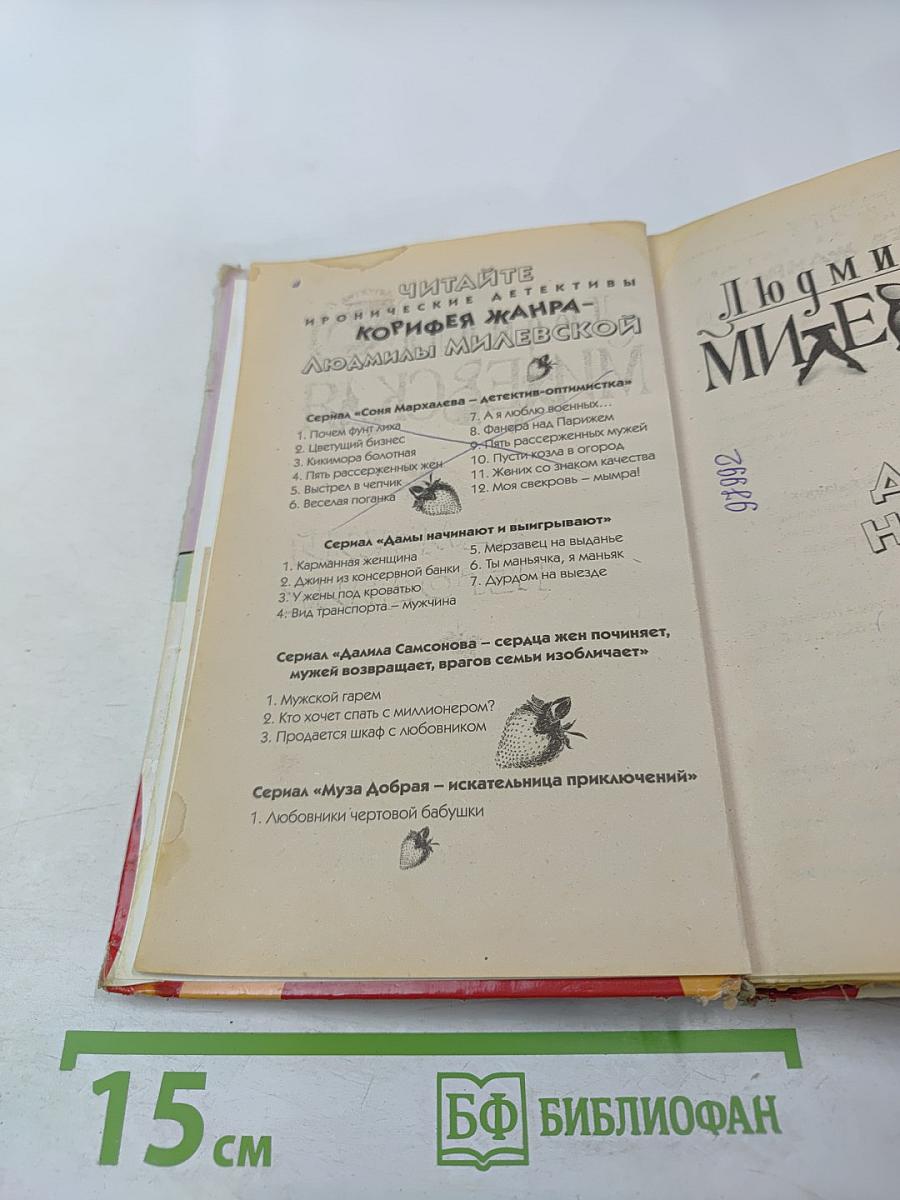 ЧИТАЙТЕ
ИРОНИЧЕСКИЕ ДЕТЕКТИВЫ
КОРИФЕЯ ЖАНРА–
ЛЮДМИЛЫ МИЛЕВСКОЙ
Сериал «Соня Мархалева – детектив-оптимистка»
1. Почем фунт лиха
2. Цветущий бизнес
3. Кикимора болотная
4. Пять рассерженных жен
5. Выстрел в чепчик
6. Веселая поганка
7. А я люблю военных...
8. Фанера над Парижем
9. Пять рассерженных мужей
10. Пусти козла в огород
11. Жених со знаком качества
12. Моя свекровь – мымра!
Сериал «Дамы начинают и выигрывают»
1. Карманная женщина
2. Джинн из консервной банки
3. У жены под кроватью
4. Вид транспорта – мужчина
5. Мерзавец на выданье
6. Ты маньячка, я маньяк
7. Дурдом на выезде
Сериал «Далила Самсонова – сердца жен починяет,
мужей возвращает, врагов семьи изобличает»
1. Мужской гарем
2. Кто хочет спать с миллионером?
3. Продается шкаф с любовником
Сериал «Муза Добрая – искательница приключений»
1. Любовники чертовой бабушки
Людми
МИЛЕ
97992
А
Н
15 см
БФ БИБЛИОФАН